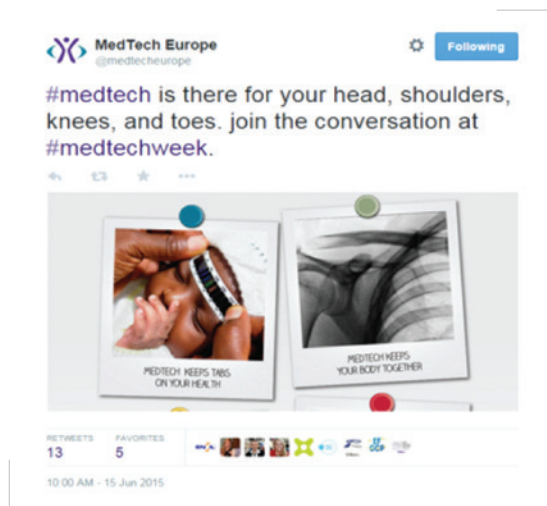 MedTech Europe
@medtecheurope
Following
#medtech is there for your head, shoulders,
knees, and toes. join the conversation at
#medtechweek.
MEDTECH KEEPS TABS
ON YOUR HEALTH
MEDTECH KEEPS
YOUR BODY TOGETHER
RETWEETS
FAVORITES
13
5
10:00 AM - 15 Jun 2015